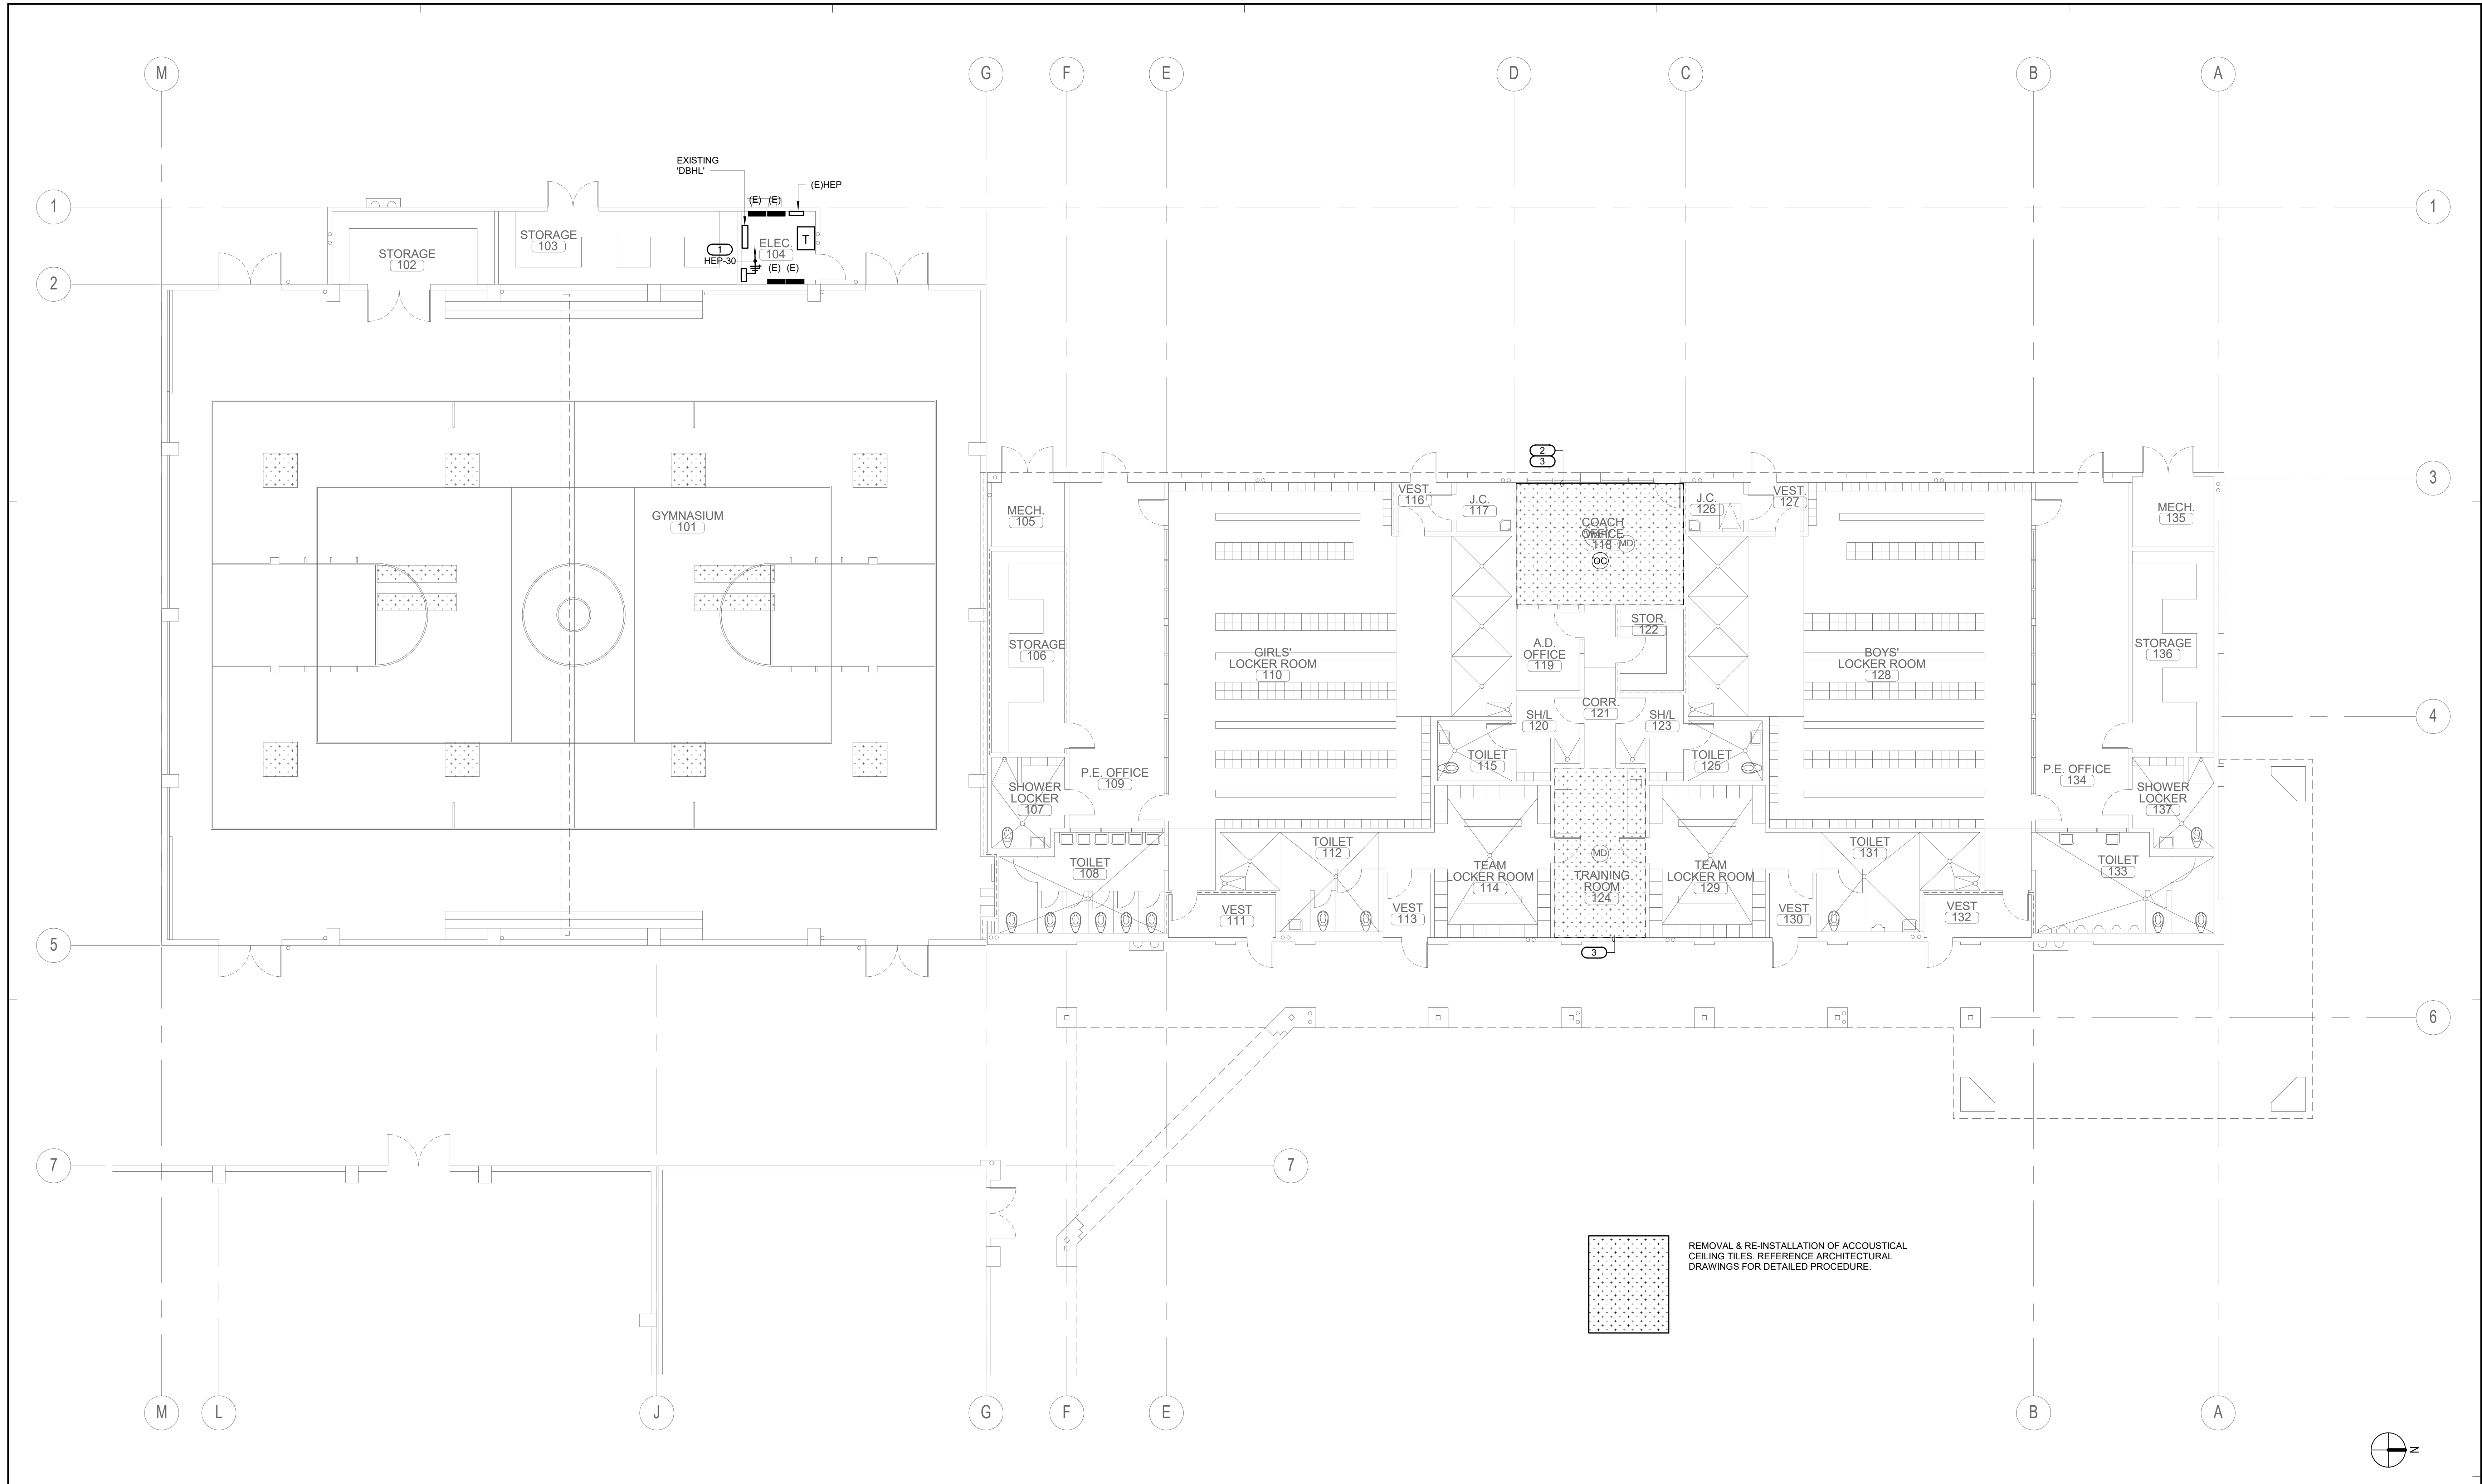 M
G
F
E
D
C
B
A
EXISTING
'DBHL'
(E)HEP
(E) (E)
1
1
STORAGE
102
STORAGE
103
1
HEP-30
ELEC.
104
T
(E) (E)
2
2
3
3
VEST.
116
J.C.
117
COACH
OFFICE
118
MD
OC
J.C.
126
VEST.
127
MECH.
105
MECH.
135
GYMNASIUM
101
STORAGE
106
GIRLS'
LOCKER ROOM
110
A.D.
OFFICE
119
STOR.
122
BOYS'
LOCKER ROOM
128
STORAGE
136
CORR.
121
SH/L
120
SH/L
123
4
TOILET
115
TOILET
125
P.E. OFFICE
109
P.E. OFFICE
134
SHOWER
LOCKER
107
SHOWER
LOCKER
137
TOILET
108
TOILET
112
TEAM
LOCKER ROOM
114
MD
TRAINING
ROOM
124
TEAM
LOCKER ROOM
129
TOILET
131
TOILET
133
VEST
111
VEST
113
VEST
130
VEST
132
5
3
6
7
7
REMOVAL & RE-INSTALLATION OF ACCOUSTICAL
CEILING TILES. REFERENCE ARCHITECTURAL
DRAWINGS FOR DETAILED PROCEDURE.
M
L
J
G
F
E
B
A
N